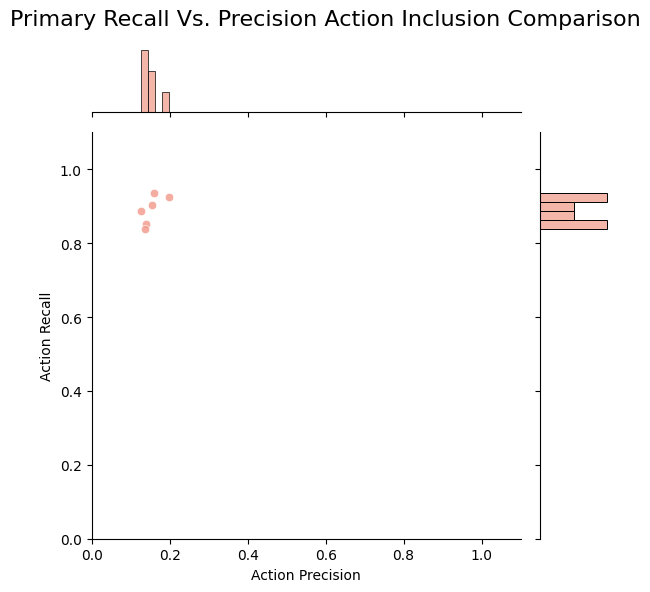 Primary Recall Vs. Precision Action Inclusion Comparison
1.0
0.8
0.6
0.4
0.2
0.0
Action Recall
0.0 0.2 0.4 0.6 0.8 1.0
Action Precision